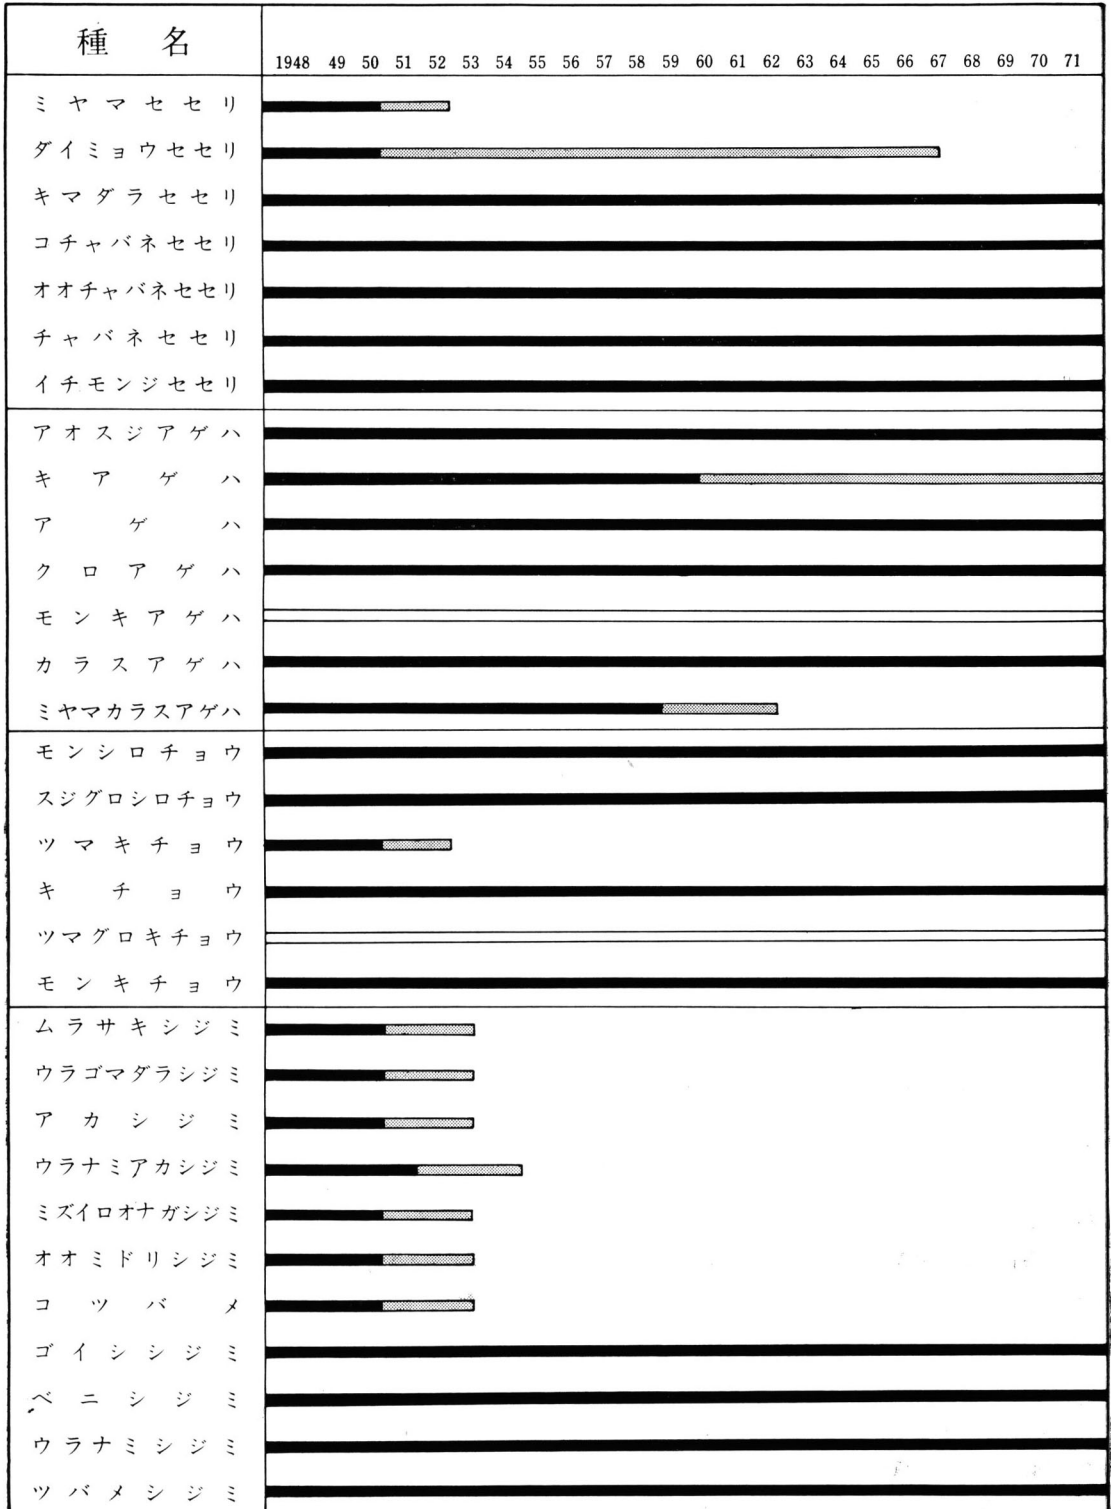 種 名
1948 49 50 51 52 53 54 55 56 57 58 59 60 61 62 63 64 65 66 67 68 69 70 71
ミヤマセセリ
ダイミョウセセリ
キマダラセセリ
コチャバネセセリ
オオチャバネセセリ
チャバネセセリ
イチモンジセセリ
アオスジアゲハ
キアゲハ
アゲハ
クロアゲハ
モンキアゲハ
カラスアゲハ
ミヤマカラスアゲハ
モンシロチョウ
スジグロシロチョウ
ツマキチョウ
キチョウ
ツマグロキチョウ
モンキチョウ
ムラサキシジミ
ウラゴマダラシジミ
アカシジミ
ウラナミアカシジミ
ミズイロオナガシジミ
オオミドリシジミ
コツバメ
ゴイシシジミ
ベニシジミ
ウラナミシジミ
ツバメシジミ